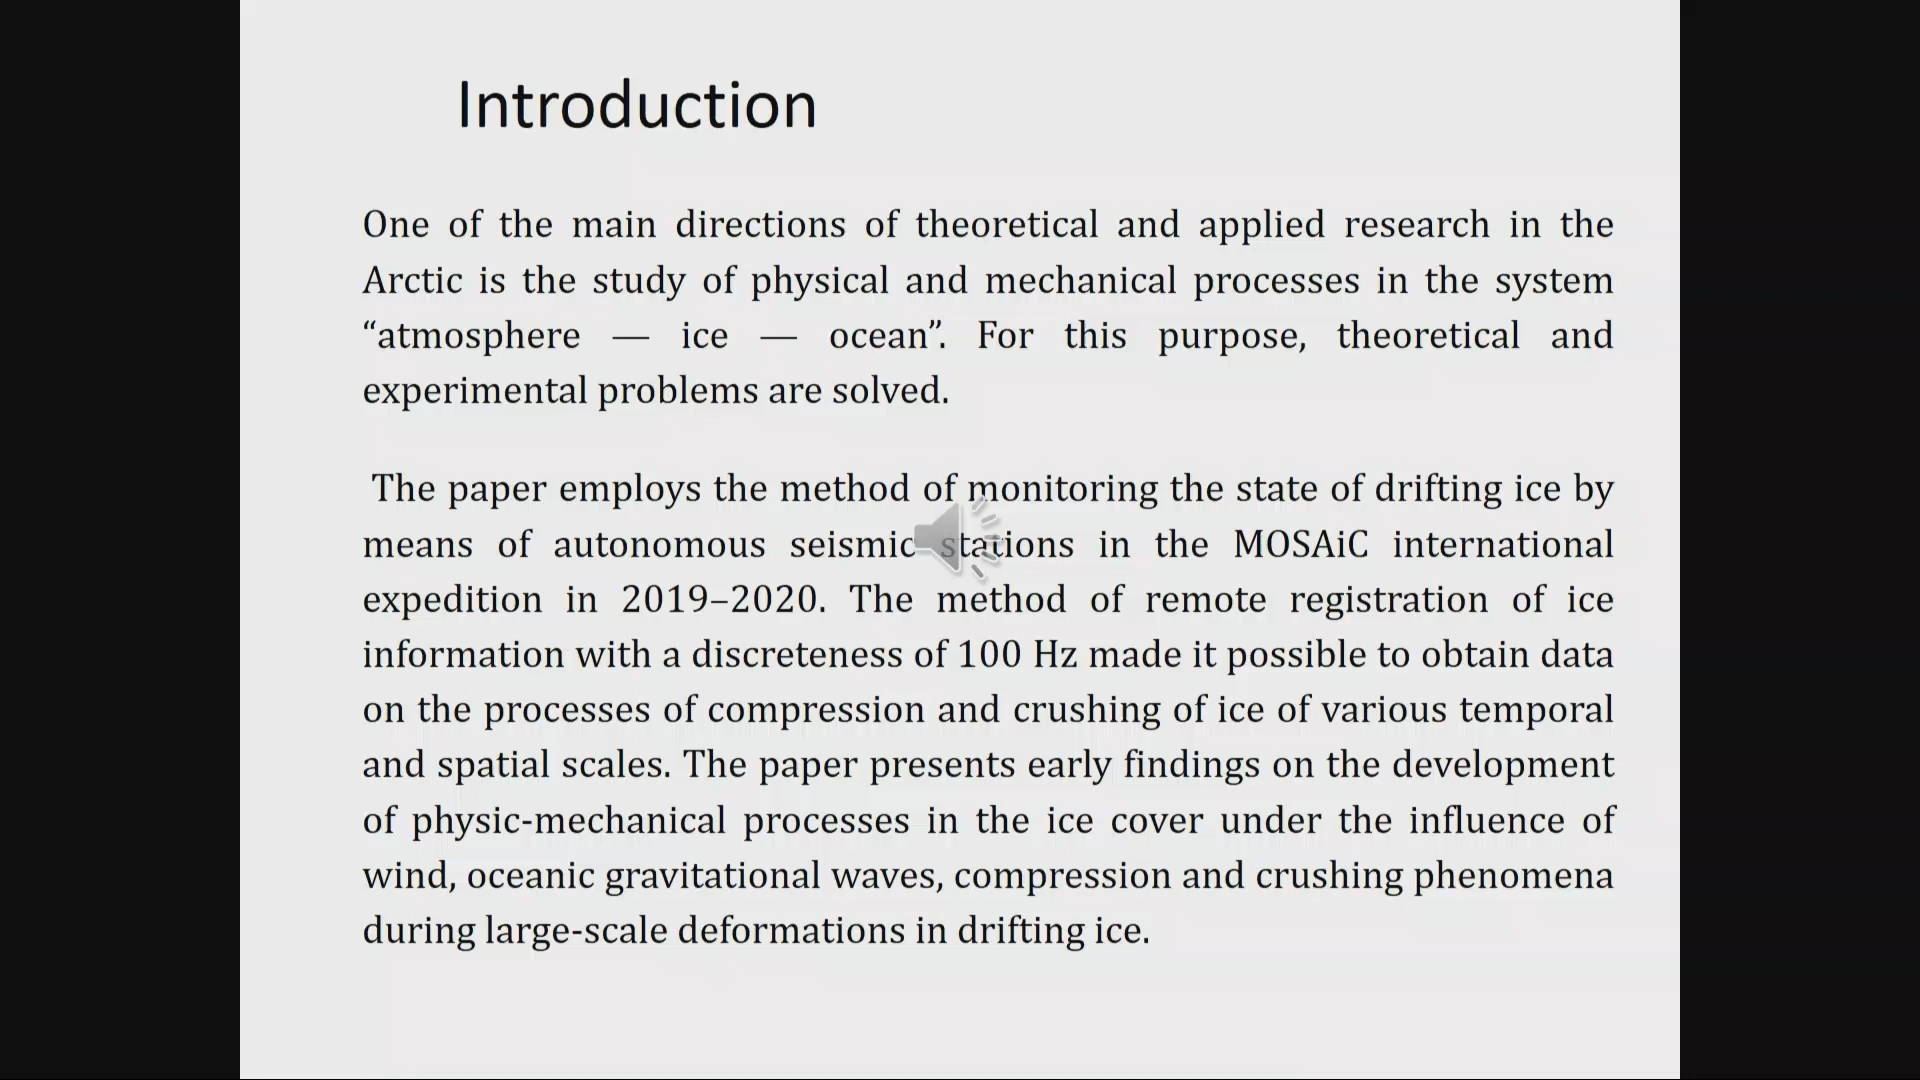 Introduction
One of the main directions of theoretical and applied research in the
Arctic is the study of physical and mechanical processes in the system
“atmosphere — ice — ocean”. For this purpose, theoretical and
experimental problems are solved.
The paper employs the method of monitoring the state of drifting ice by
means of autonomous seismic stations in the MOSAiC international
expedition in 2019–2020. The method of remote registration of ice
information with a discreteness of 100 Hz made it possible to obtain data
on the processes of compression and crushing of ice of various temporal
and spatial scales. The paper presents early findings on the development
of physic-mechanical processes in the ice cover under the influence of
wind, oceanic gravitational waves, compression and crushing phenomena
during large-scale deformations in drifting ice.